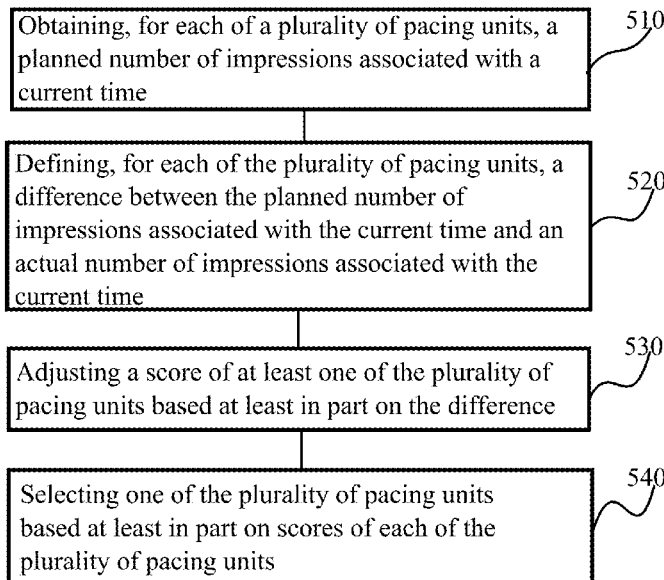 Obtaining, for each of a plurality of pacing units, a
planned number of impressions associated with a
current time
510
Defining, for each of the plurality of pacing units, a
difference between the planned number of
impressions associated with the current time and an
actual number of impressions associated with the
current time
520
Adjusting a score of at least one of the plurality of
pacing units based at least in part on the difference
530
Selecting one of the plurality of pacing units
based at least in part on scores of each of the
plurality of pacing units
540